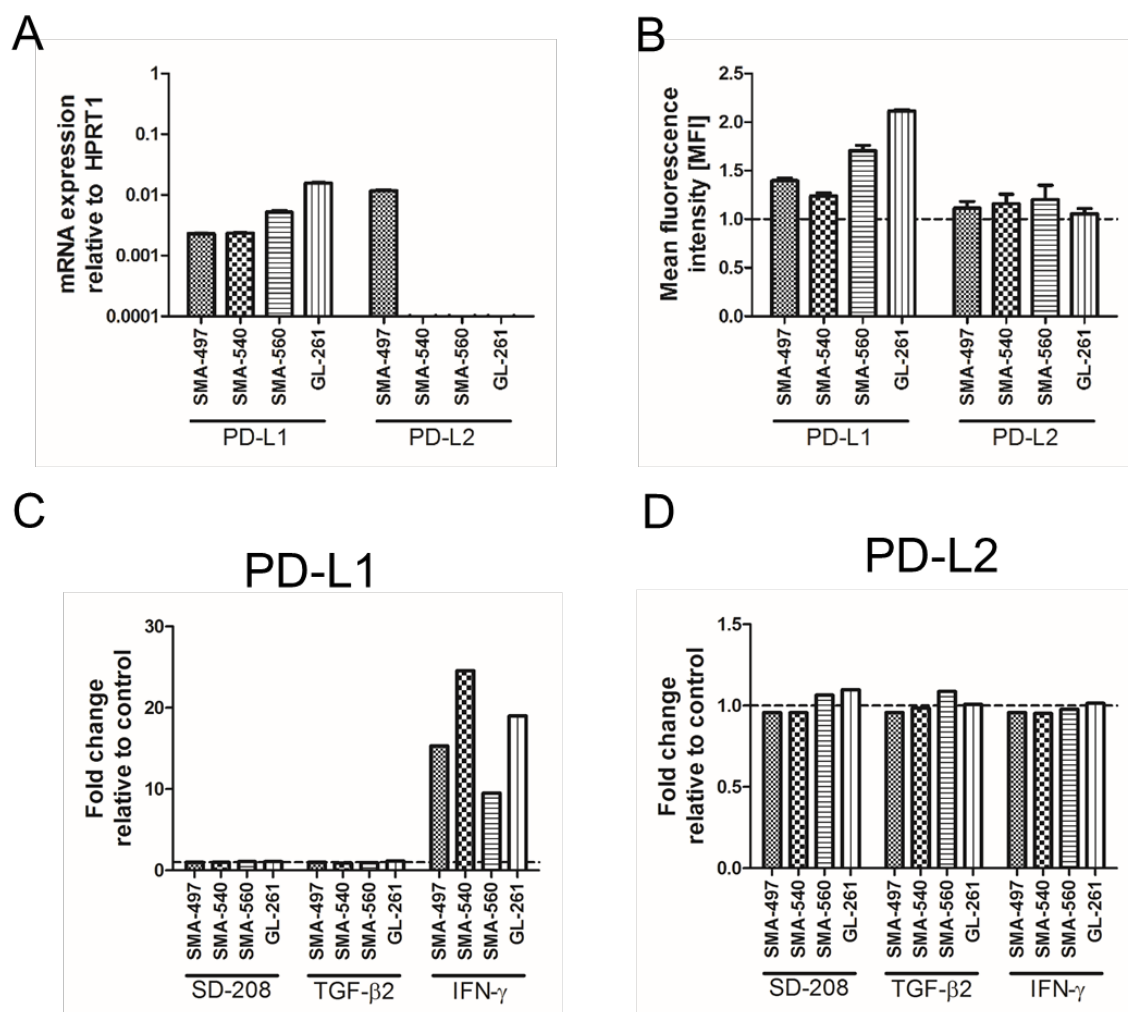 A
mRNA expression
relative to HPRT1
1
0.1
0.01
0.001
0.0001
SMA-497
SMA-540
SMA-560
GL-261
SMA-497
SMA-540
SMA-560
GL-261
PD-L1
PD-L2
B
Mean fluorescence
intensity [MFI]
2.5
2.0
1.5
1.0
0.5
0.0
SMA-497
SMA-540
SMA-560
GL-261
SMA-497
SMA-540
SMA-560
GL-261
PD-L1
PD-L2
C
PD-L1
Fold change
relative to control
30
20
10
0
SMA-497
SMA-540
SMA-560
GL-261
SMA-497
SMA-540
SMA-560
GL-261
SMA-497
SMA-540
SMA-560
GL-261
SD-208
TGF-β2
IFN-γ
D
PD-L2
Fold change
relative to control
1.5
1.0
0.5
0.0
SMA-497
SMA-540
SMA-560
GL-261
SMA-497
SMA-540
SMA-560
GL-261
SMA-497
SMA-540
SMA-560
GL-261
SD-208
TGF-β2
IFN-γ